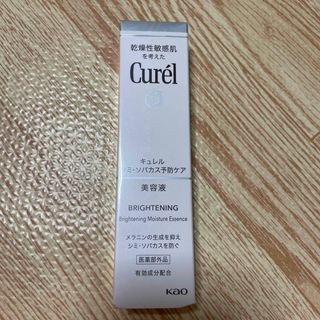 乾燥性敏感肌
を考えた
Curél
キュレル
シミ・ソバカス予防ケア
美容液
BRIGHTENING
Brightening Moisture Essence
メラニンの生成を抑え
シミ・ソバカスを防ぐ
医薬部外品
有効成分配合
Kao